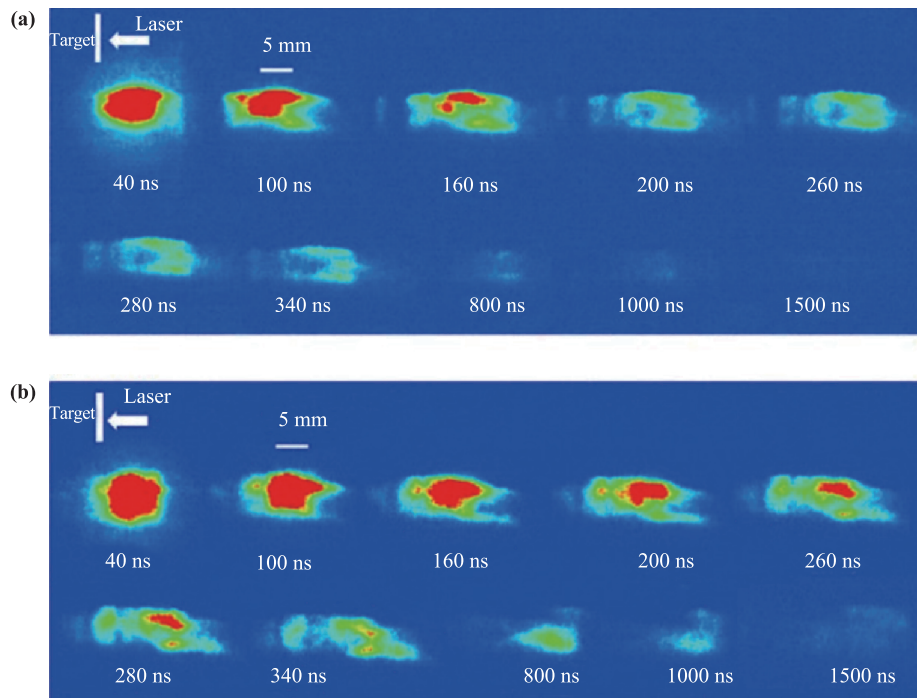 (a)
Laser
Target
5 mm
40 ns
100 ns
160 ns
200 ns
260 ns
280 ns
340 ns
800 ns
1000 ns
1500 ns
(b)
Laser
Target
5 mm
40 ns
100 ns
160 ns
200 ns
260 ns
280 ns
340 ns
800 ns
1000 ns
1500 ns